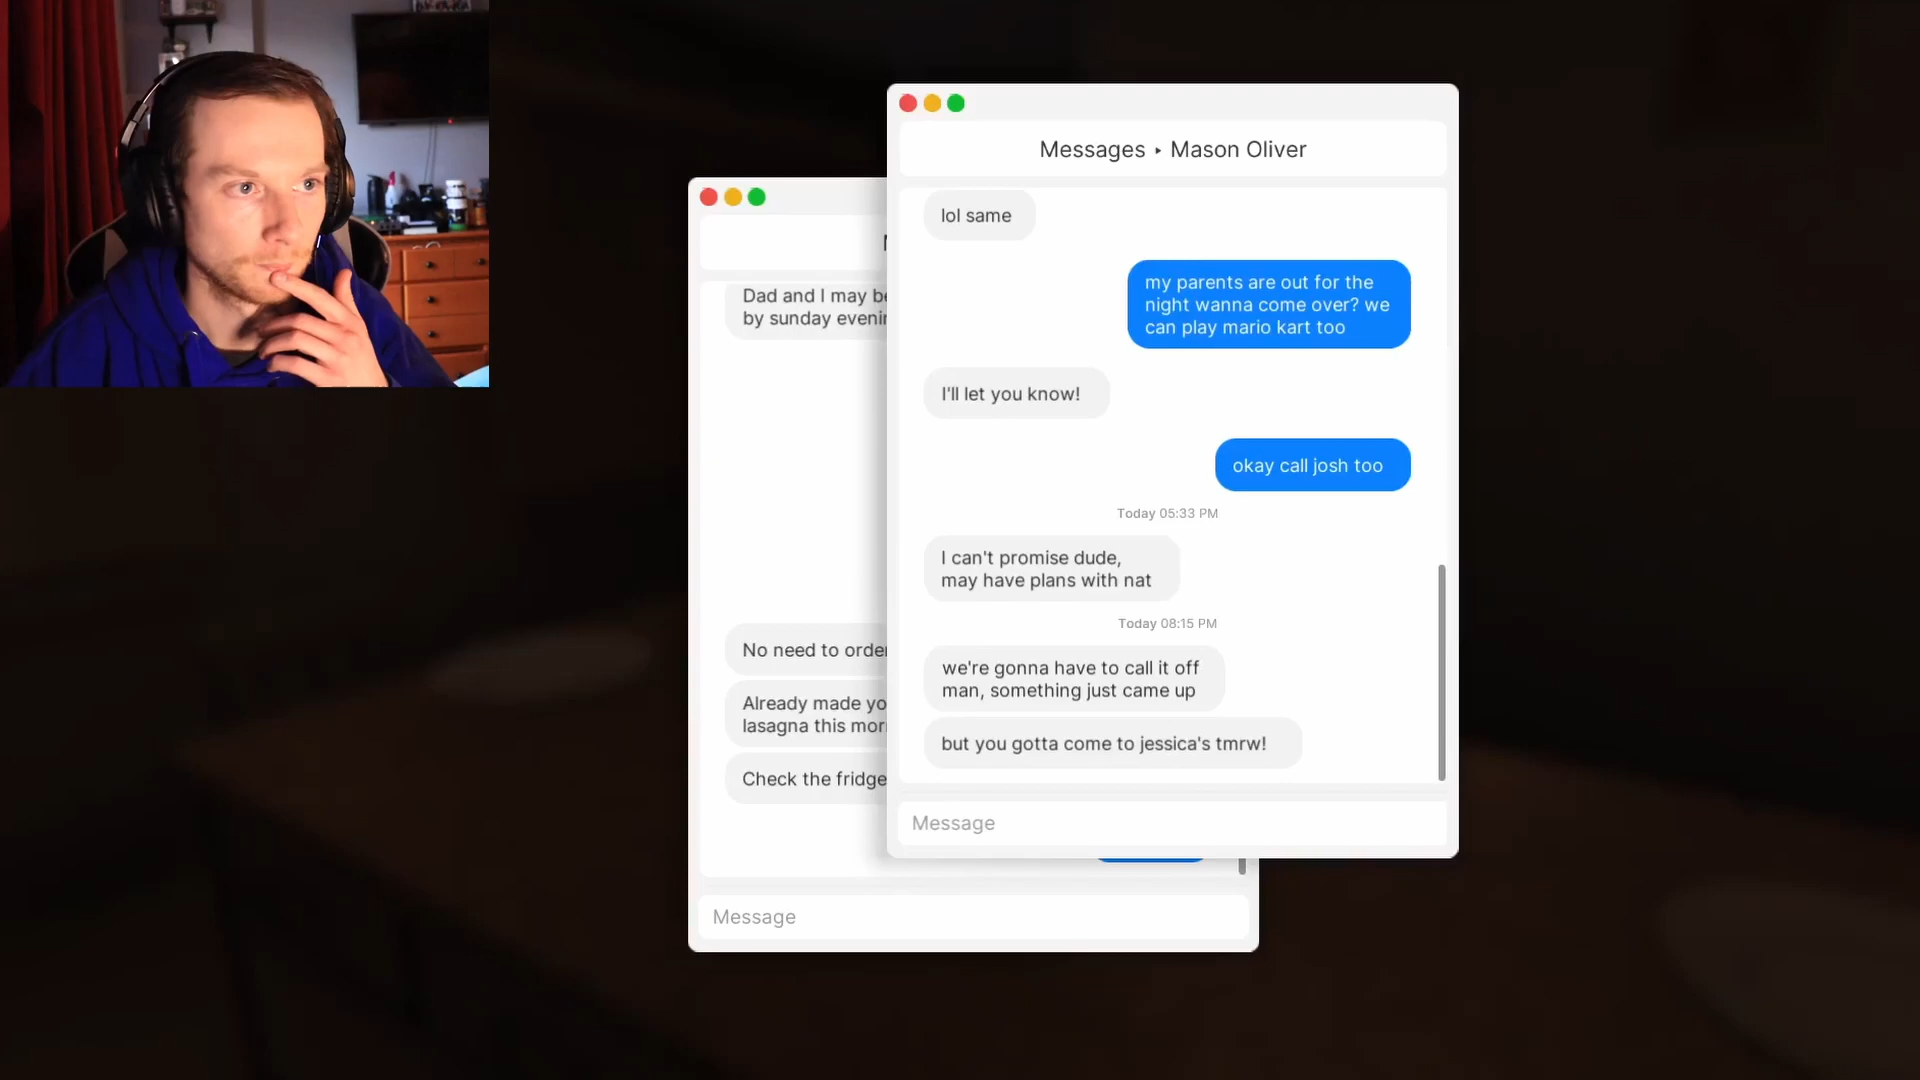 Messages ▸ Mason Oliver
lol same
my parents are out for the
night wanna come over? we
can play mario kart too
I'll let you know!
okay call josh too
Today 05:33 PM
I can't promise dude,
may have plans with nat
Today 08:15 PM
we're gonna have to call it off
man, something just came up
but you gotta come to jessica's tmrw!
Message
Dad and I may be
by sunday
No need to order
Already made
lasagna this
Check the fridge
Message